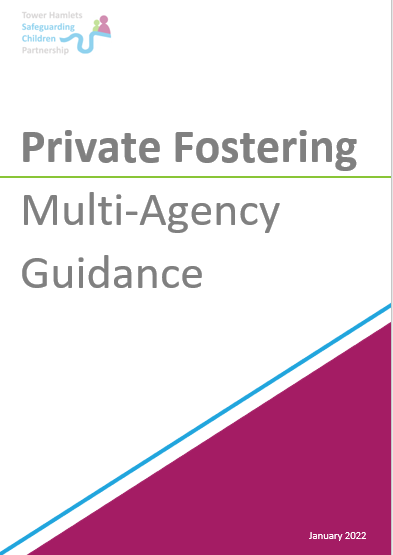 Tower Hamlets
Safeguarding
Children
Partnership
Private Fostering
Multi-Agency
Guidance
January 2022